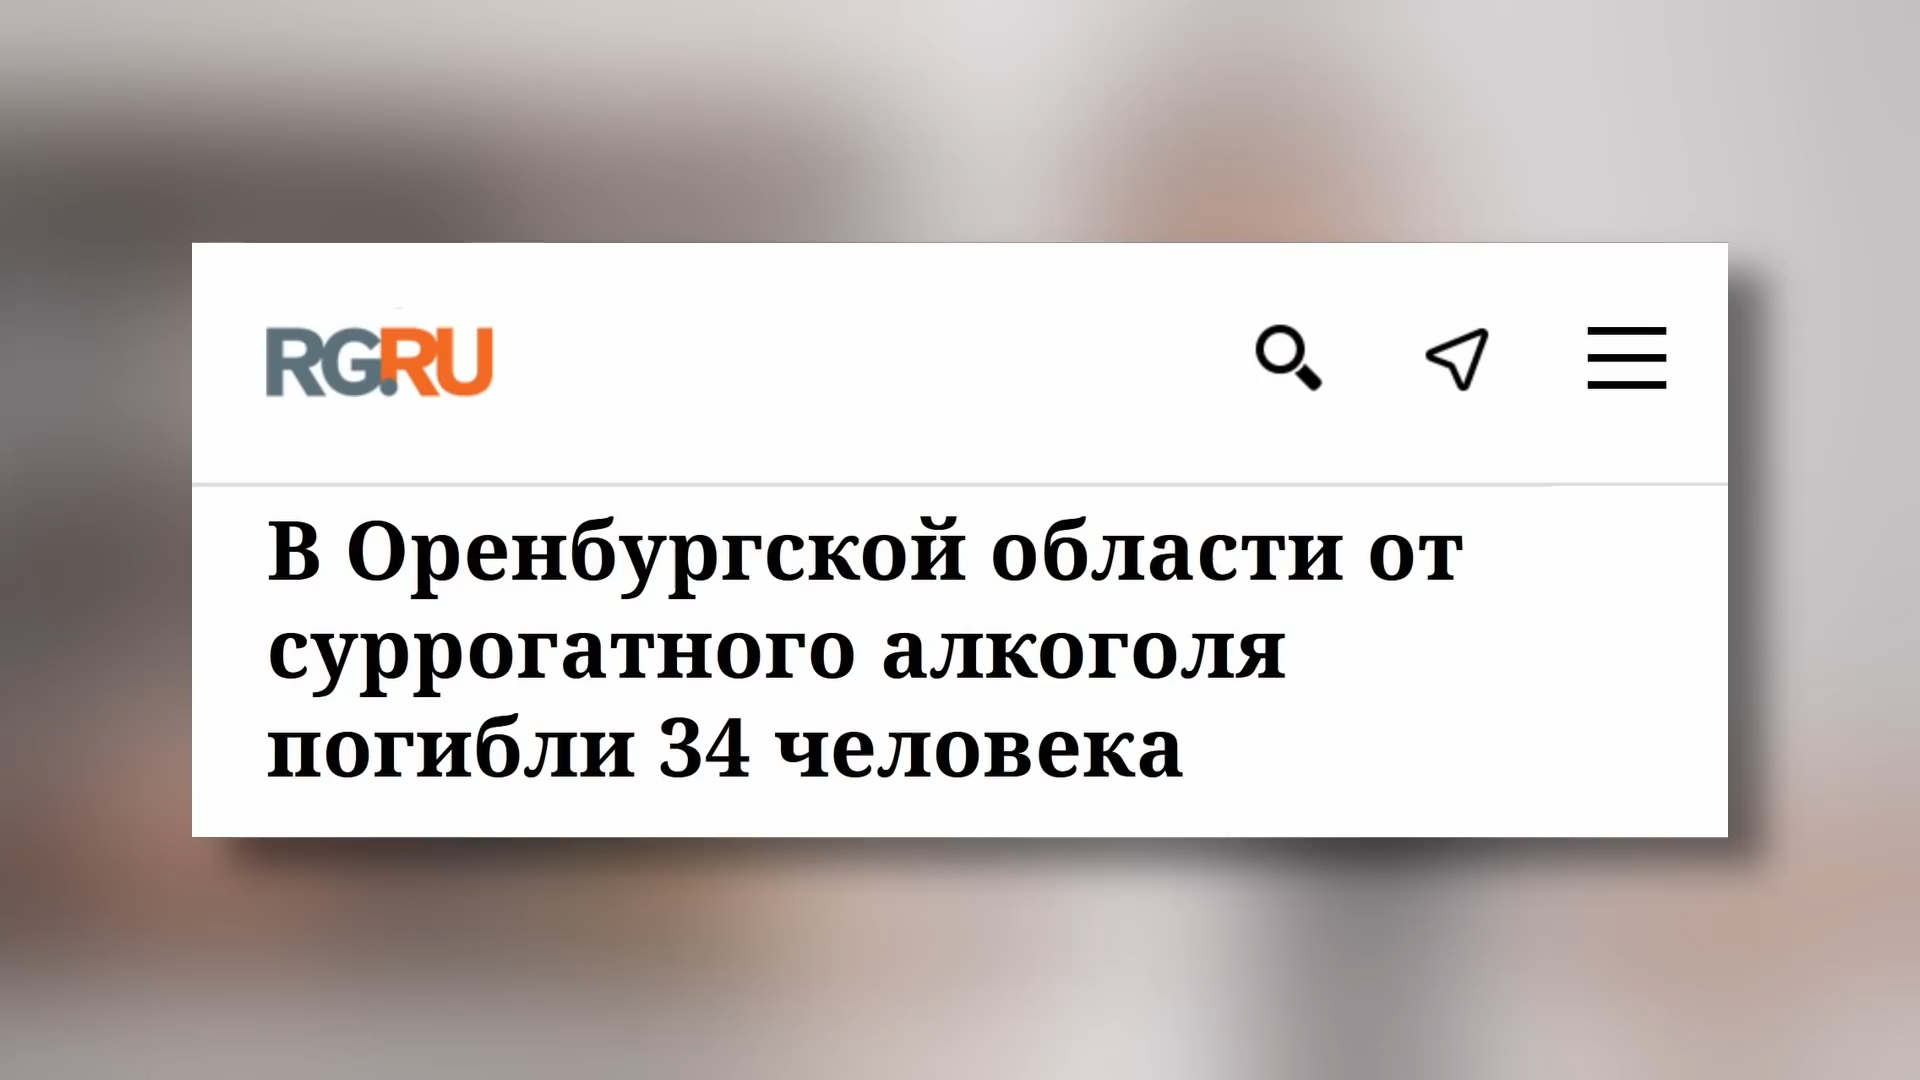 RG.RU
В Оренбургской области от
суррогатного алкоголя
погибли 34 человека